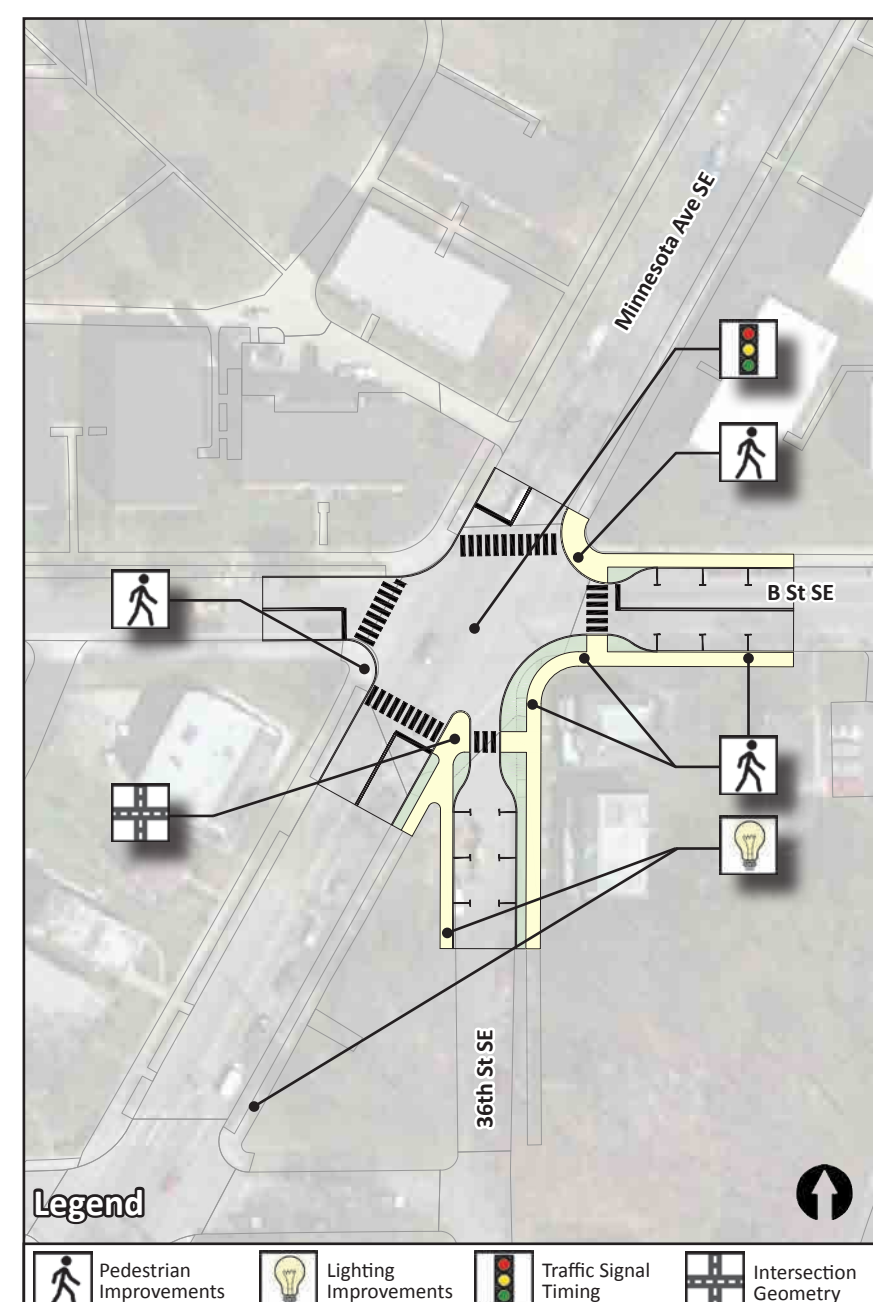 Minnesota Ave SE
B St SE
36th St SE
Legend
Pedestrian
Improvements
Lighting
Improvements
Traffic Signal
Timing
Intersection
Geometry